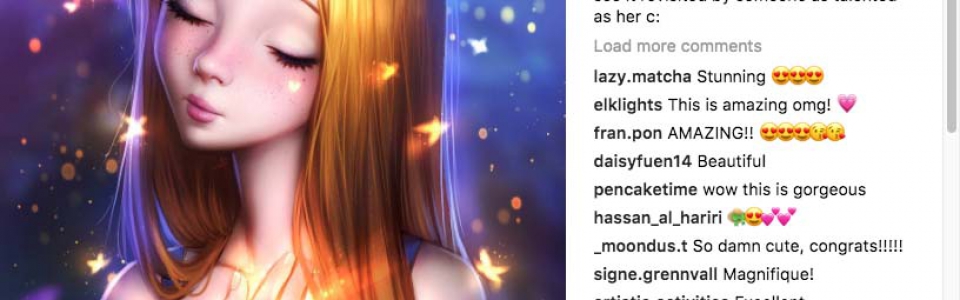 as her c:
Load more comments
lazy.matcha Stunning 😍😍😍
elklights This is amazing omg! 💗
fran.pon AMAZING!! 😍😍😍😘😘
daisyfuen14 Beautiful
pencaketime wow this is gorgeous
hassan_al_hariri 🐢😍💕💕
_moondus.t So damn cute, congrats!!!!!
signe.grennvall Magnifique!